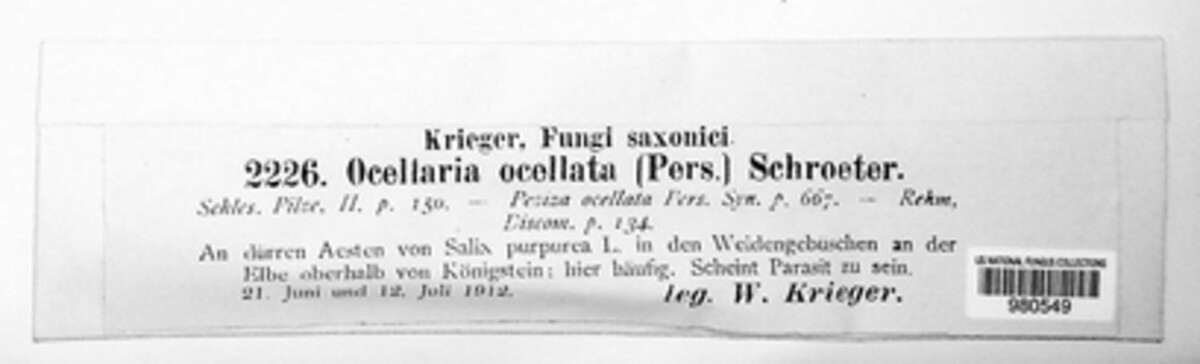 Krieger, Fungi saxonici.
2226. Ocellaria ocellata (Pers.) Schroeter.
Schles. Pilze, II. p. 150. — Peziza ocellata Pers. Syn. p. 667. — Rehm,
Discom. p. 134.
An dürren Aesten von Salix purpurea L. in den Weidengebüschen an der
Elbe oberhalb von Königstein; hier häufig. Scheint Parasit zu sein.
21. Juni und 12. Juli 1912.
leg. W. Krieger.
US NATIONAL FUNGUS COLLECTIONS
980549